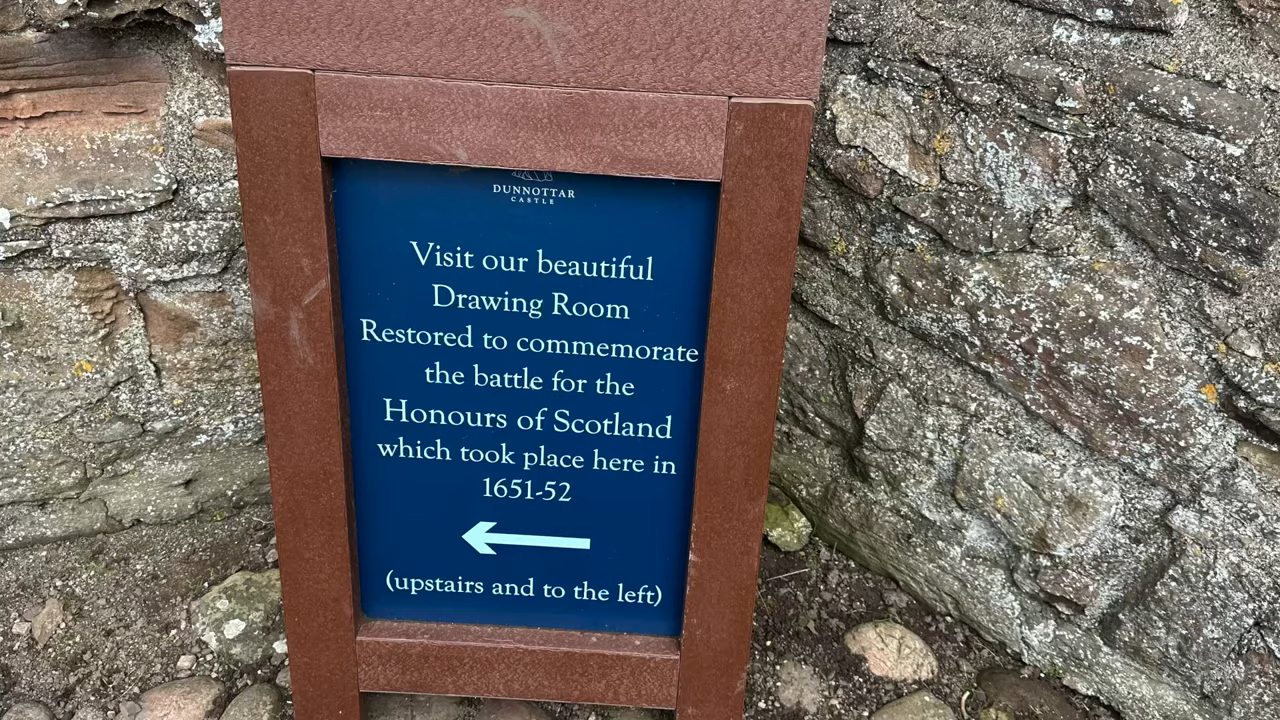 DUNNOTTAR
CASTLE
Visit our beautiful
Drawing Room
Restored to commemorate
the battle for the
Honours of Scotland
which took place here in
1651-52
(upstairs and to the left)